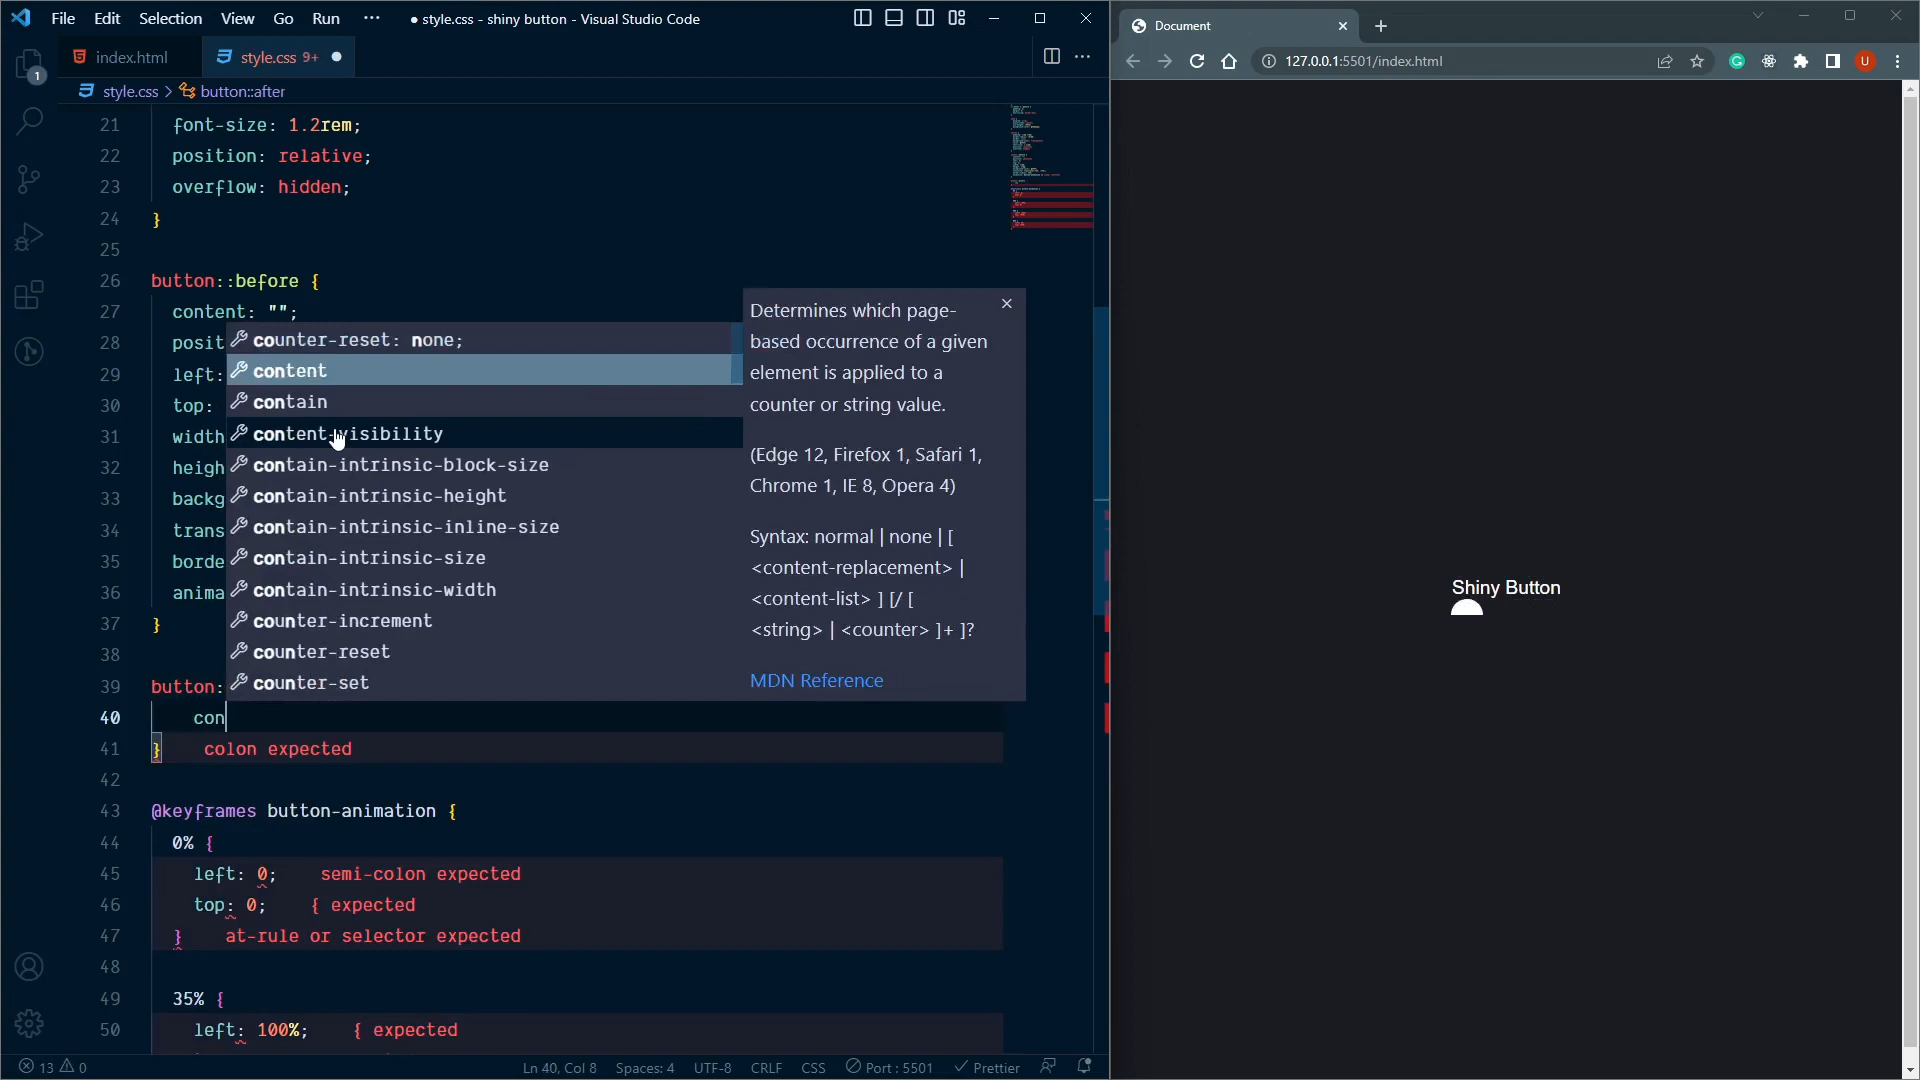 File Edit Selection View Go Run ··· ● style.css - shiny button - Visual Studio Code
index.html style.css 9+ ●
style.css > button::after
21 font-size: 1.2rem;
22 position: relative;
23 overflow: hidden;
24 }
25
26 button::before {
27 content: "";
28 posit
29 left:
30 top:
31 width
32 heigh
33 backg
34 trans
35 borde
36 anima
37 }
38
39 button:
40 con
41 } colon expected
42
43 @keyframes button-animation {
44 0% {
45 left: 0; semi-colon expected
46 top: 0; { expected
47 } at-rule or selector expected
48
49 35% {
50 left: 100%; { expected
counter-reset: none;
content
contain
content-visibility
contain-intrinsic-block-size
contain-intrinsic-height
contain-intrinsic-inline-size
contain-intrinsic-size
contain-intrinsic-width
counter-increment
counter-reset
counter-set
Determines which page-
based occurrence of a given
element is applied to a
counter or string value.
(Edge 12, Firefox 1, Safari 1,
Chrome 1, IE 8, Opera 4)
Syntax: normal | none | [
<content-replacement> |
<content-list> ] [/ [
<string> | <counter> ]+ ]?
MDN Reference
1
13 0 Ln 40, Col 8 Spaces: 4 UTF-8 CRLF CSS Port : 5501 Prettier
Document
127.0.0.1:5501/index.html
U
Shiny Button